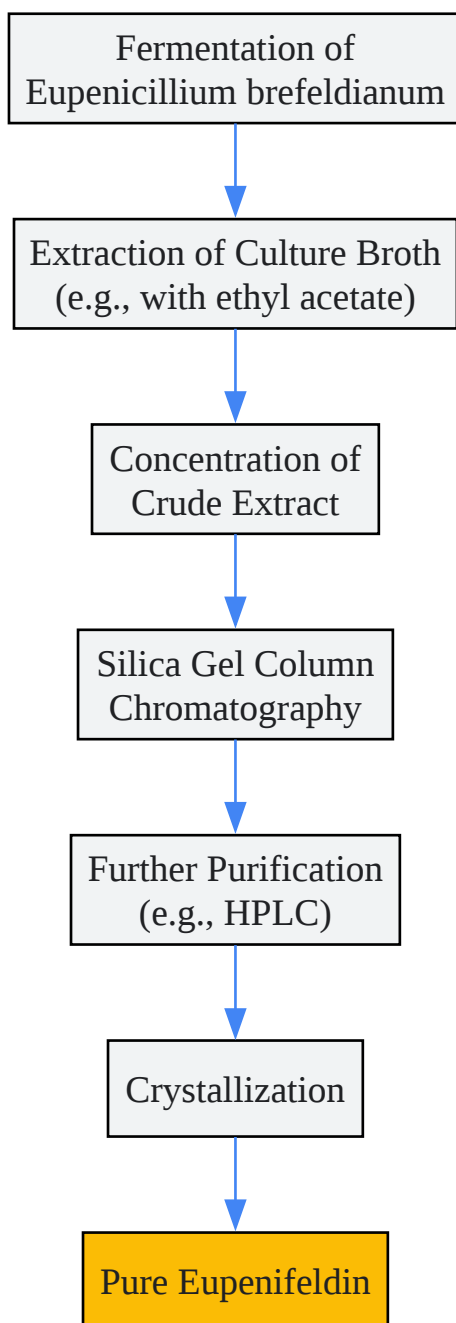 Fermentation of
Eupenicillium brefeldianum
Extraction of Culture Broth
(e.g., with ethyl acetate)
Concentration of
Crude Extract
Silica Gel Column
Chromatography
Further Purification
(e.g., HPLC)
Crystallization
Pure Eupenifeldin